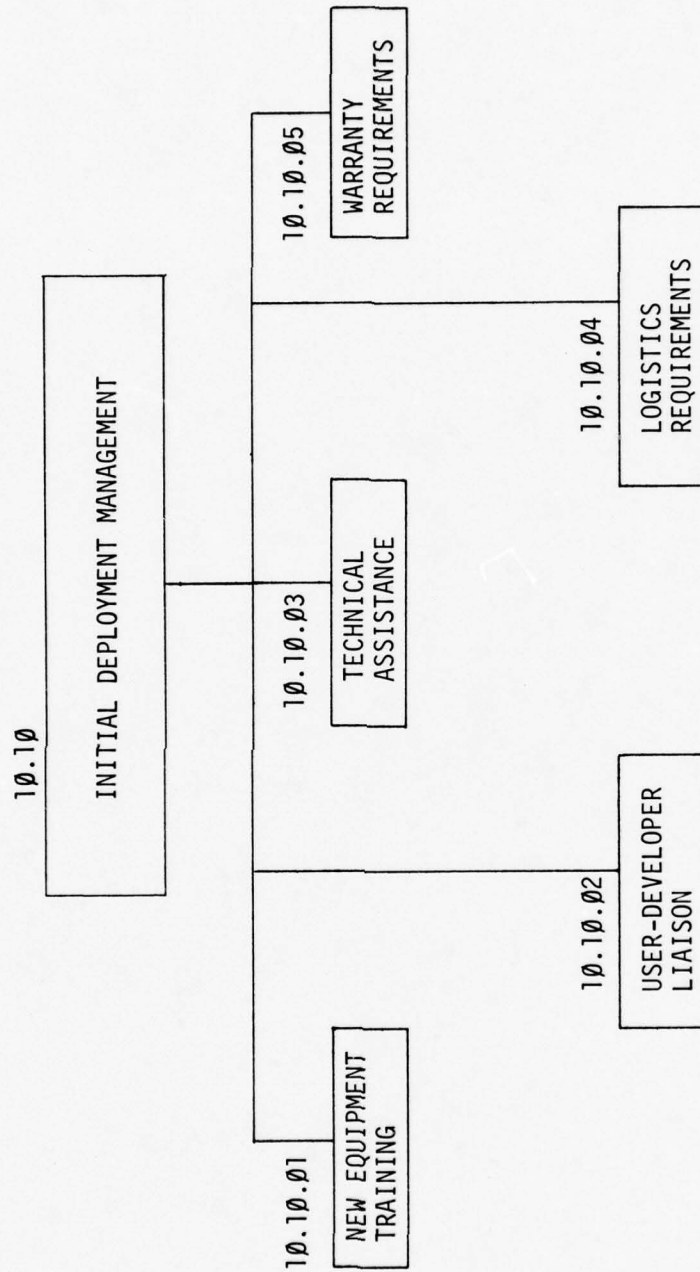 10.10
INITIAL DEPLOYMENT MANAGEMENT
10.10.01
NEW EQUIPMENT
TRAINING
10.10.02
USER-DEVELOPER
LIAISON
10.10.03
TECHNICAL
ASSISTANCE
10.10.04
LOGISTICS
REQUIREMENTS
10.10.05
WARRANTY
REQUIREMENTS